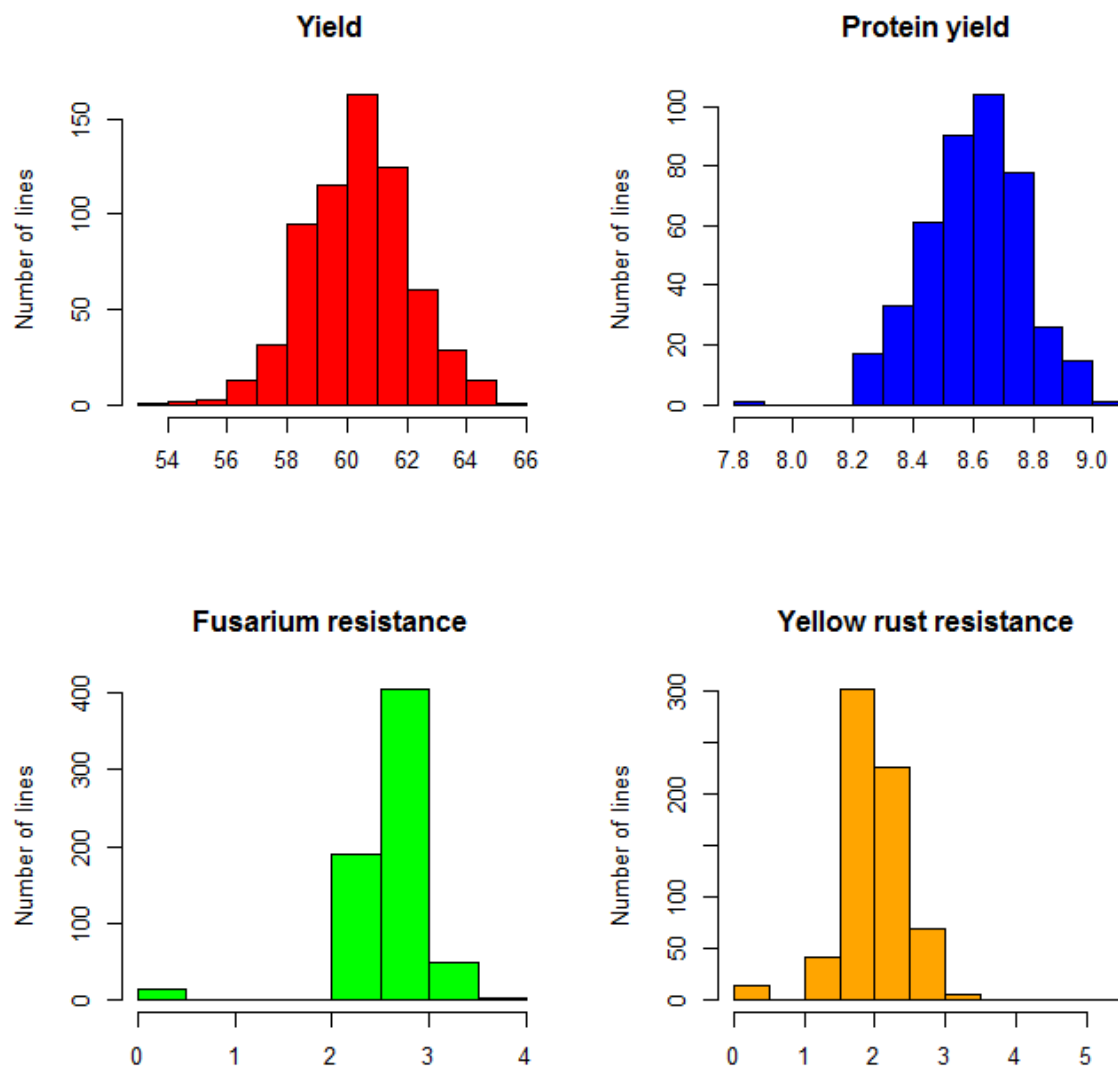 Yield
Number of lines
0 50 100 150
54 56 58 60 62 64 66
Protein yield
Number of lines
0 20 40 60 80 100
7.8 8.0 8.2 8.4 8.6 8.8 9.0
Fusarium resistance
Number of lines
0 100 200 300 400
0 1 2 3 4
Yellow rust resistance
Number of lines
0 50 100 200 300
0 1 2 3 4 5